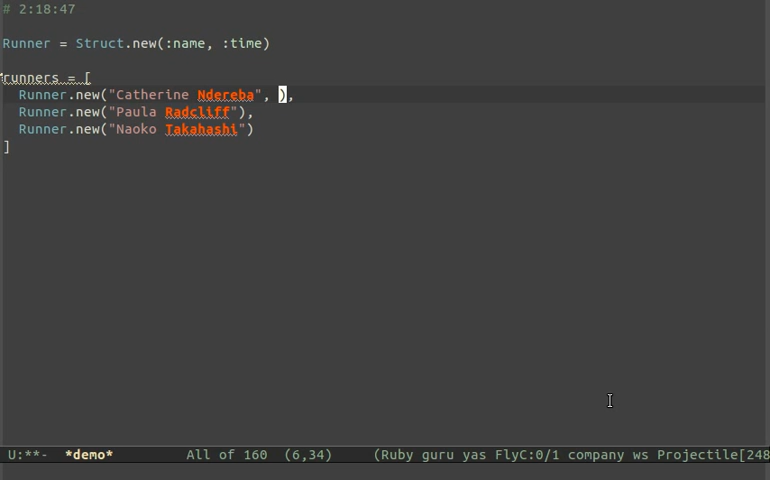 # 2:18:47
Runner = Struct.new(:name, :time)
runners = [
Runner.new("Catherine Ndereba", ),
Runner.new("Paula Radcliff"),
Runner.new("Naoko Takahashi")
]
U:**- *demo* All of 160 (6,34) (Ruby guru yas FlyC:0/1 company ws Projectile[248